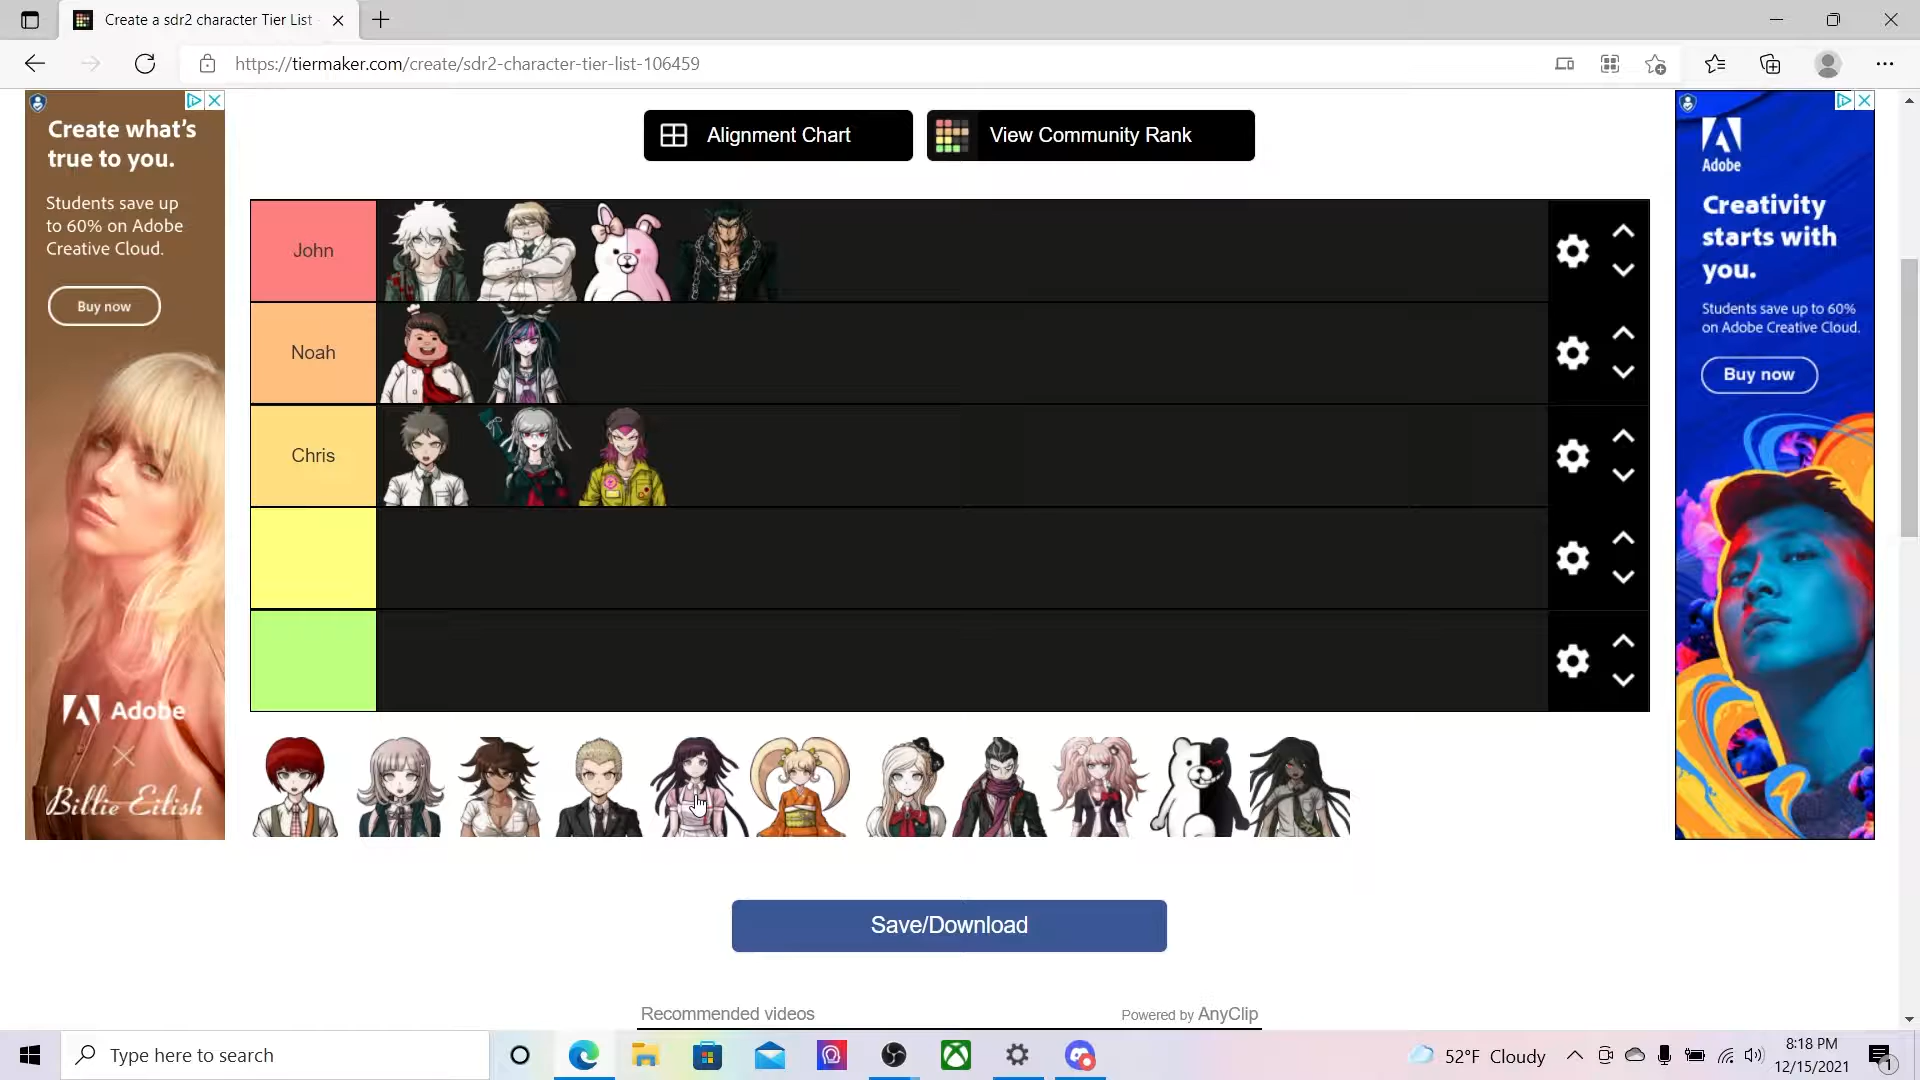 Create a sdr2 character Tier List
https://tiermaker.com/create/sdr2-character-tier-list-106459
Create what's
true to you.
Students save up
to 60% on Adobe
Creative Cloud.
Buy now
Adobe
Billie Eilish
Alignment Chart
View Community Rank
John
Noah
Chris
Save/Download
Recommended videos
Powered by AnyClip
Adobe
Creativity
starts with
you.
Students save up to 60%
on Adobe Creative Cloud.
Buy now
Type here to search
52°F Cloudy
8:18 PM
12/15/2021
1